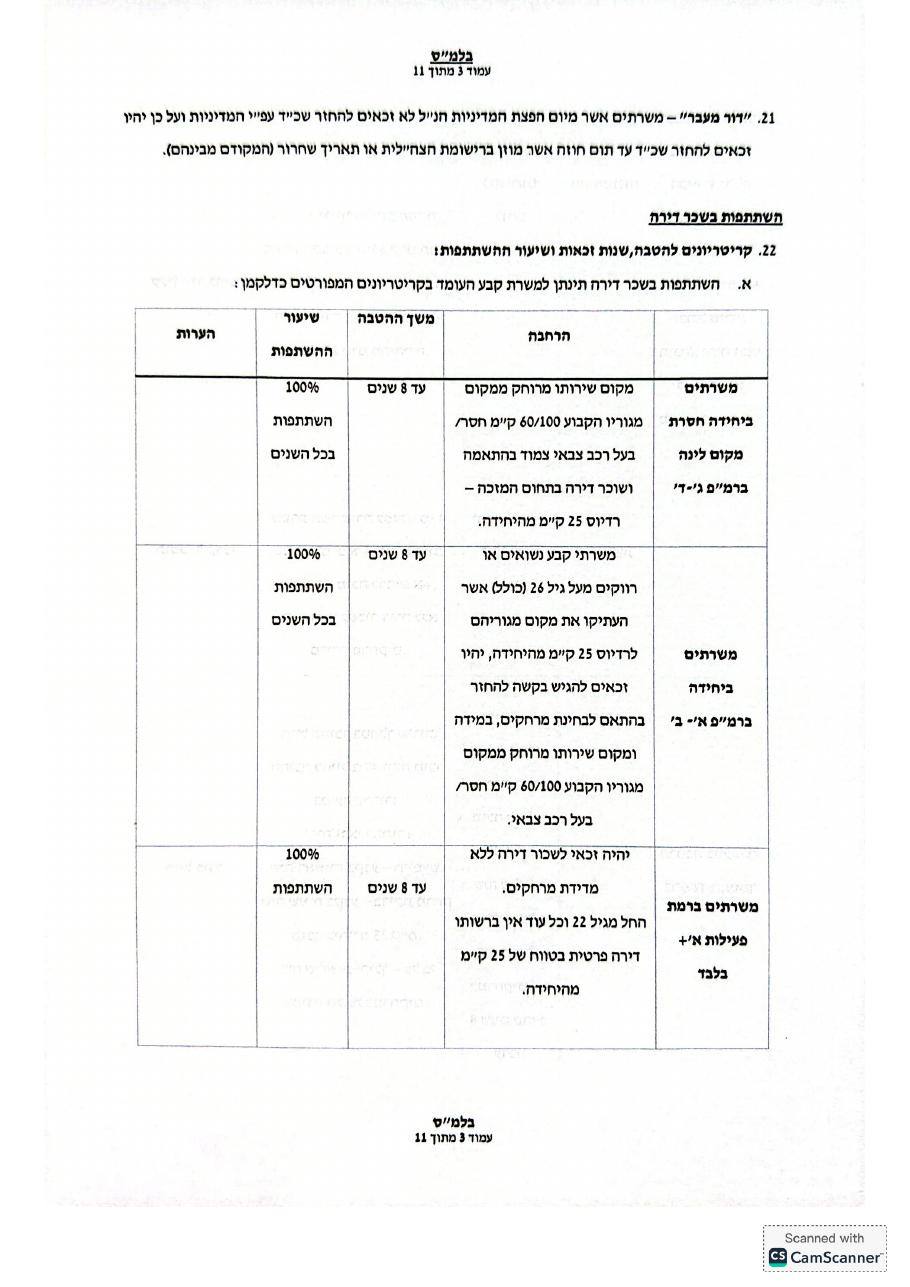 בלמ"ס
עמוד 3 מתוך 11
21. "דור מעבר" – משרתים אשר מיום הפצת המדיניות הנ"ל לא זכאים להחזר שכ"ד עפ"י המדיניות ועל כן יהיו
זכאים להחזר שכ"ד עד תום חוזה אשר מוזן ברישומת הצה"לית או תאריך שחרור (המקודם מבינהם).
השתתפות בשכר דירה
22. קריטריונים להטבה,שנות זכאות ושיעור ההשתתפות:
א. השתתפות בשכר דירה תינתן למשרת קבע העומד בקריטריונים המפורטים כדלקמן:
הרחבה
משך ההטבה
שיעור
ההשתתפות
הערות
משרתים
ביחידה חסרת
מקום לינה
ברמ"פ ג'-ד'
מקום שירותו מרוחק ממקום
מגוריו הקבוע 60/100 ק"מ חסר/
בעל רכב צבאי צמוד בהתאמה
ושוכר דירה בתחום המזכה –
רדיוס 25 ק"מ מהיחידה.
עד 8 שנים
100%
השתתפות
בכל השנים
משרתים
ביחידה
ברמ"פ א'- ב'
משרתי קבע נשואים או
רווקים מעל גיל 26 (כולל) אשר
העתיקו את מקום מגוריהם
לרדיוס 25 ק"מ מהיחידה, יהיו
זכאים להגיש בקשה להחזר
בהתאם לבחינת מרחקים, במידה
ומקום שירותו מרוחק ממקום
מגוריו הקבוע 60/100 ק"מ חסר/
בעל רכב צבאי.
עד 8 שנים
100%
השתתפות
בכל השנים
משרתים ברמת
פעילות א'+
בלבד
יהיה זכאי לשכור דירה ללא
מדידת מרחקים.
החל מגיל 22 וכל עוד אין ברשותו
דירה פרטית בטווח של 25 ק"מ
מהיחידה.
עד 8 שנים
100%
השתתפות
בלמ"ס
עמוד 3 מתוך 11
Scanned with
CS CamScanner